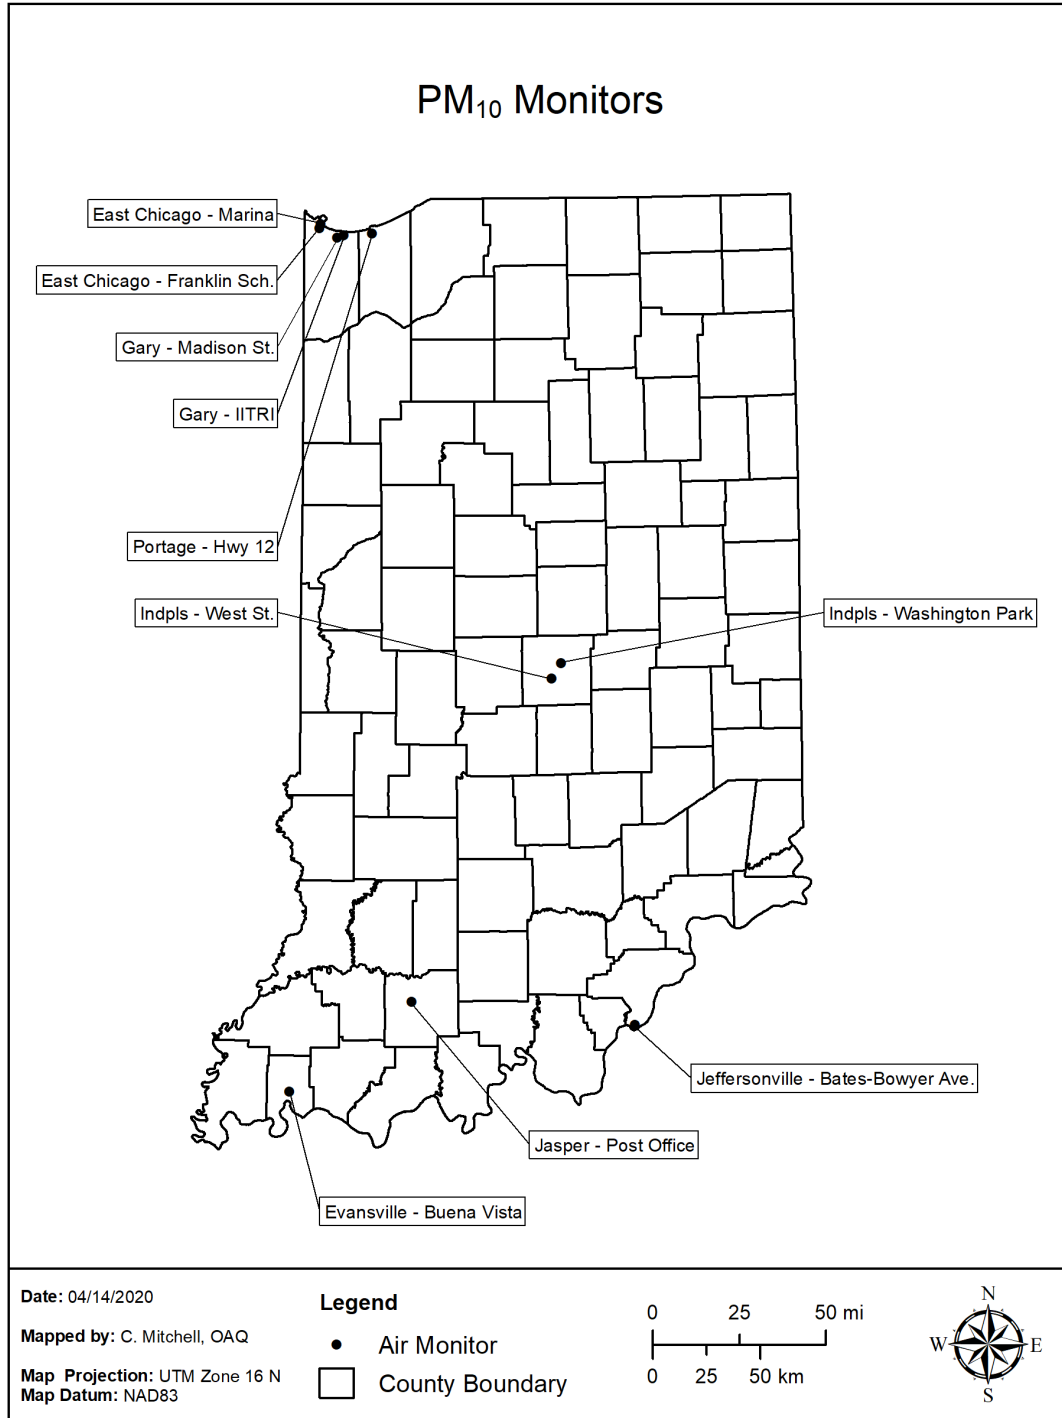 PM10 Monitors
East Chicago - Marina
East Chicago - Franklin Sch.
Gary - Madison St.
Gary - IITRI
Portage - Hwy 12
Indpls - West St.
Indpls - Washington Park
Jeffersonville - Bates-Bowyer Ave.
Jasper - Post Office
Evansville - Buena Vista
Date: 04/14/2020
Mapped by: C. Mitchell, OAQ
Map Projection: UTM Zone 16 N
Map Datum: NAD83
Legend
Air Monitor
County Boundary
0 25 50 mi
0 25 50 km
N
W E
S